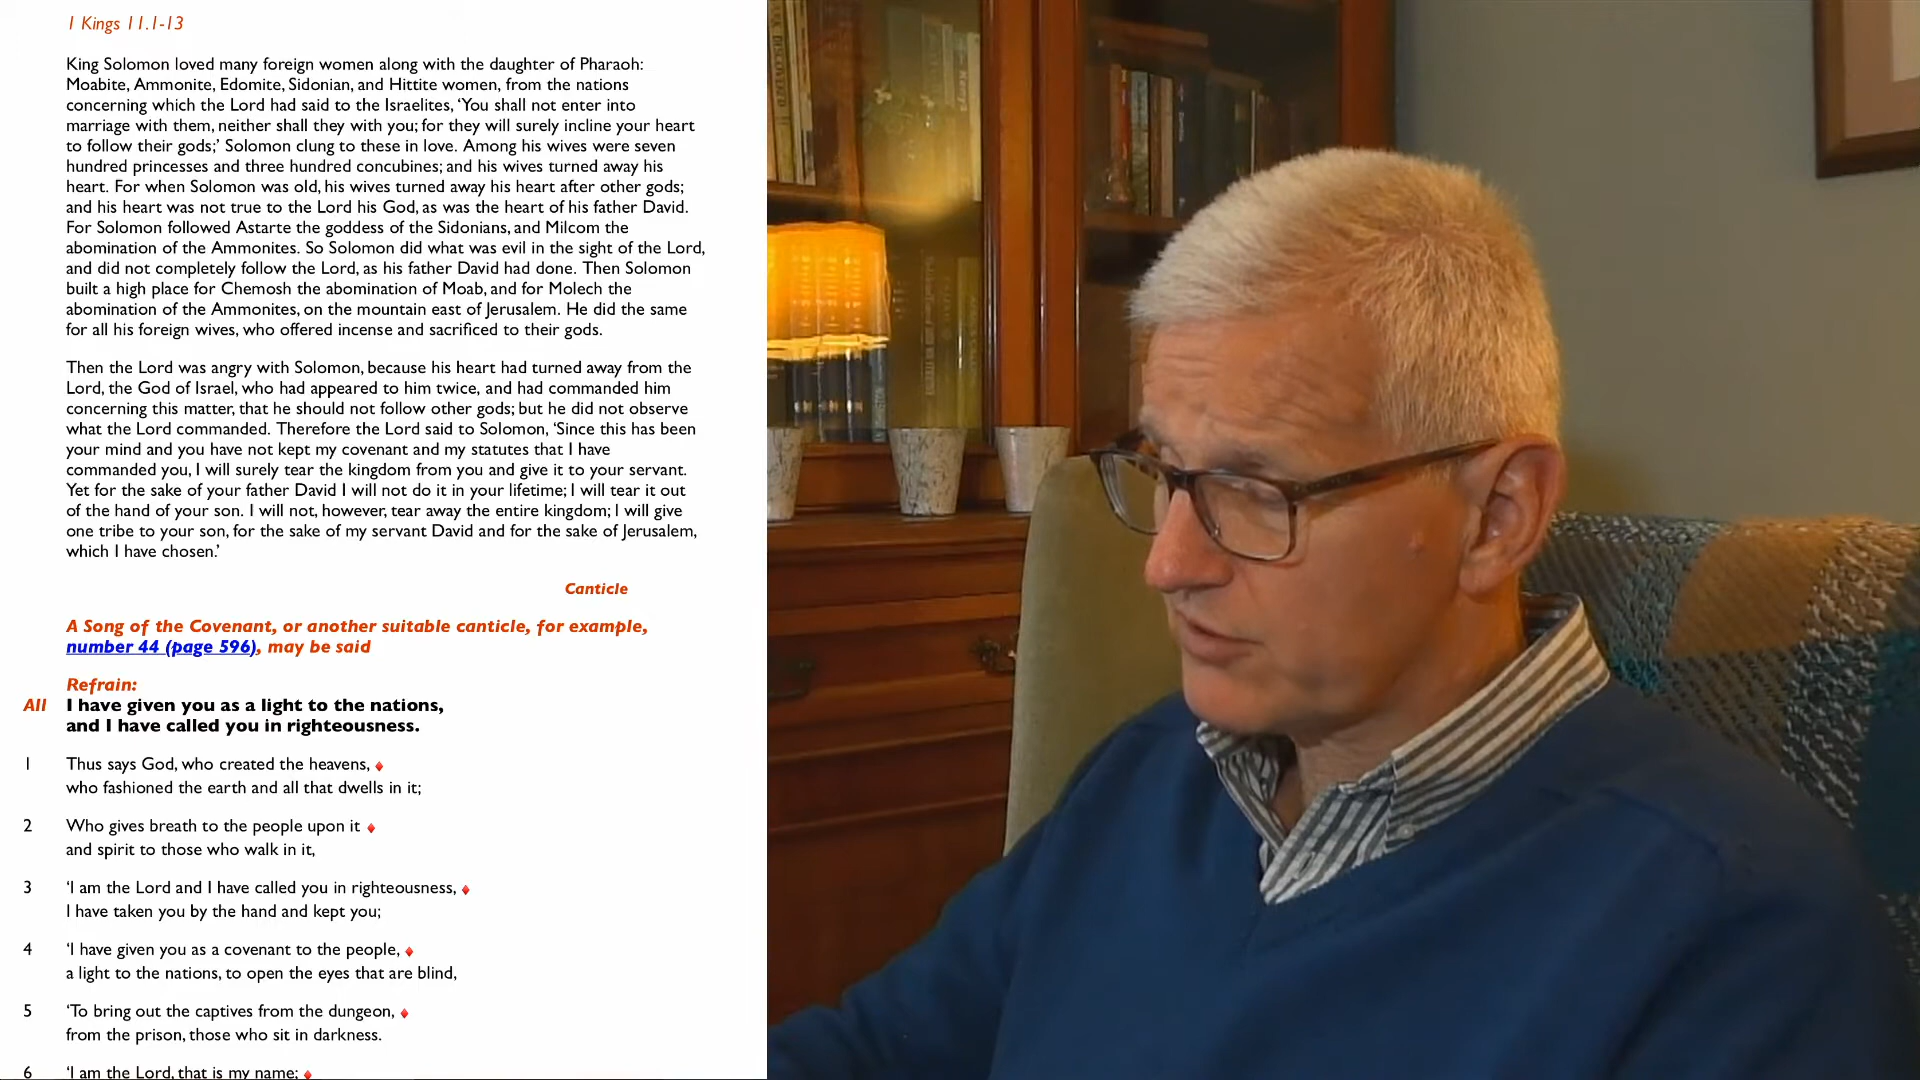 1 Kings 11.1-13
King Solomon loved many foreign women along with the daughter of Pharaoh:
Moabite, Ammonite, Edomite, Sidonian, and Hittite women, from the nations
concerning which the Lord had said to the Israelites, ‘You shall not enter into
marriage with them, neither shall they with you; for they will surely incline your heart
to follow their gods;’ Solomon clung to these in love. Among his wives were seven
hundred princesses and three hundred concubines; and his wives turned away his
heart. For when Solomon was old, his wives turned away his heart after other gods;
and his heart was not true to the Lord his God, as was the heart of his father David.
For Solomon followed Astarte the goddess of the Sidonians, and Milcom the
abomination of the Ammonites. So Solomon did what was evil in the sight of the Lord,
and did not completely follow the Lord, as his father David had done. Then Solomon
built a high place for Chemosh the abomination of Moab, and for Molech the
abomination of the Ammonites, on the mountain east of Jerusalem. He did the same
for all his foreign wives, who offered incense and sacrificed to their gods.
Then the Lord was angry with Solomon, because his heart had turned away from the
Lord, the God of Israel, who had appeared to him twice, and had commanded him
concerning this matter, that he should not follow other gods; but he did not observe
what the Lord commanded. Therefore the Lord said to Solomon, ‘Since this has been
your mind and you have not kept my covenant and my statutes that I have
commanded you, I will surely tear the kingdom from you and give it to your servant.
Yet for the sake of your father David I will not do it in your lifetime; I will tear it out
of the hand of your son. I will not, however, tear away the entire kingdom; I will give
one tribe to your son, for the sake of my servant David and for the sake of Jerusalem,
which I have chosen.’
Canticle
A Song of the Covenant, or another suitable canticle, for example,
number 44 (page 596), may be said
Refrain:
All I have given you as a light to the nations,
and I have called you in righteousness.
1 Thus says God, who created the heavens, ♦
who fashioned the earth and all that dwells in it;
2 Who gives breath to the people upon it ♦
and spirit to those who walk in it,
3 ‘I am the Lord and I have called you in righteousness, ♦
I have taken you by the hand and kept you;
4 ‘I have given you as a covenant to the people, ♦
a light to the nations, to open the eyes that are blind,
5 ‘To bring out the captives from the dungeon, ♦
from the prison, those who sit in darkness.
6 ‘I am the Lord, that is my name; ♦